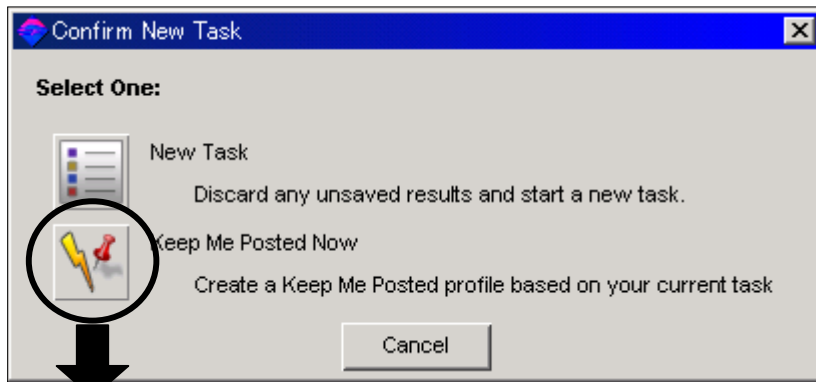 Confirm New Task
Select One:
New Task
Discard any unsaved results and start a new task.
Keep Me Posted Now
Create a Keep Me Posted profile based on your current task
Cancel